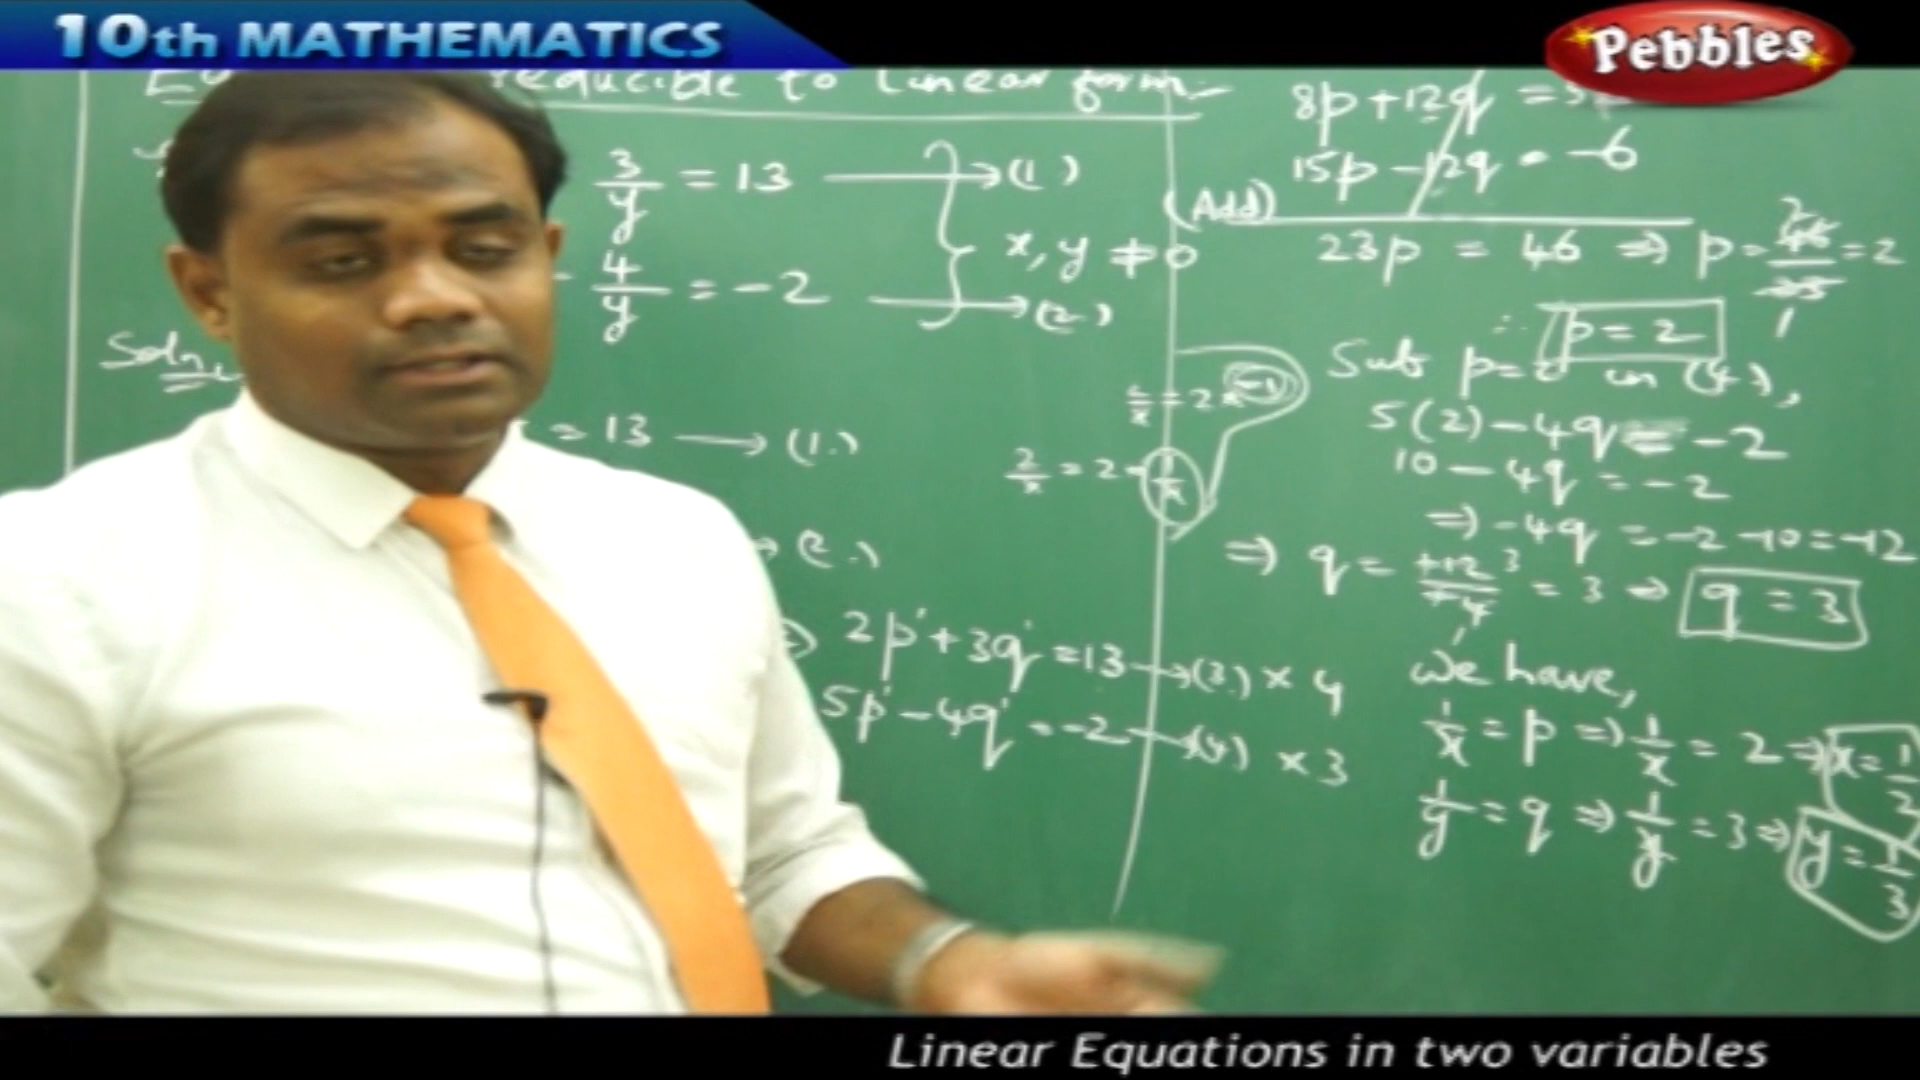 10th MATHEMATICS
Pebbles
reducible to linear form:-
3/y = 13 → (1)
4/y = -2 → (2)
x, y ≠ 0
Soln:
= 13 → (1.)
→ (2.)
2/x = 2 × 1/x
2p + 3q = 13 → (3.) × 4
5p - 4q = -2 → (4) × 3
8p + 12q =
15p - 12q = -6
(Add)
23p = 46 ⇒ p = 46/23 = 2
∴ p = 2
Sub p = 2 in (4),
5(2) - 4q = -2
10 - 4q = -2
⇒ -4q = -2 -10 = -12
⇒ q = +12/+4 = 3 ⇒ q = 3
We have,
1/x = p ⇒ 1/x = 2 ⇒ x = 1/2
1/y = q ⇒ 1/y = 3 ⇒ y = 1/3
Linear Equations in two variables